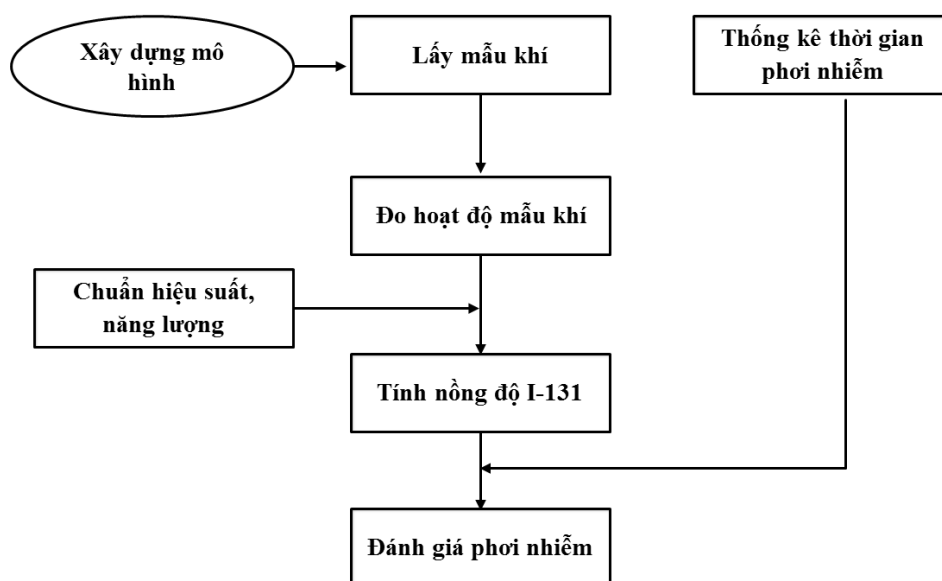 Xây dựng mô
hình
Lấy mẫu khí
Thống kê thời gian
phơi nhiễm
Đo hoạt độ mẫu khí
Chuẩn hiệu suất,
năng lượng
Tính nồng độ I-131
Đánh giá phơi nhiễm